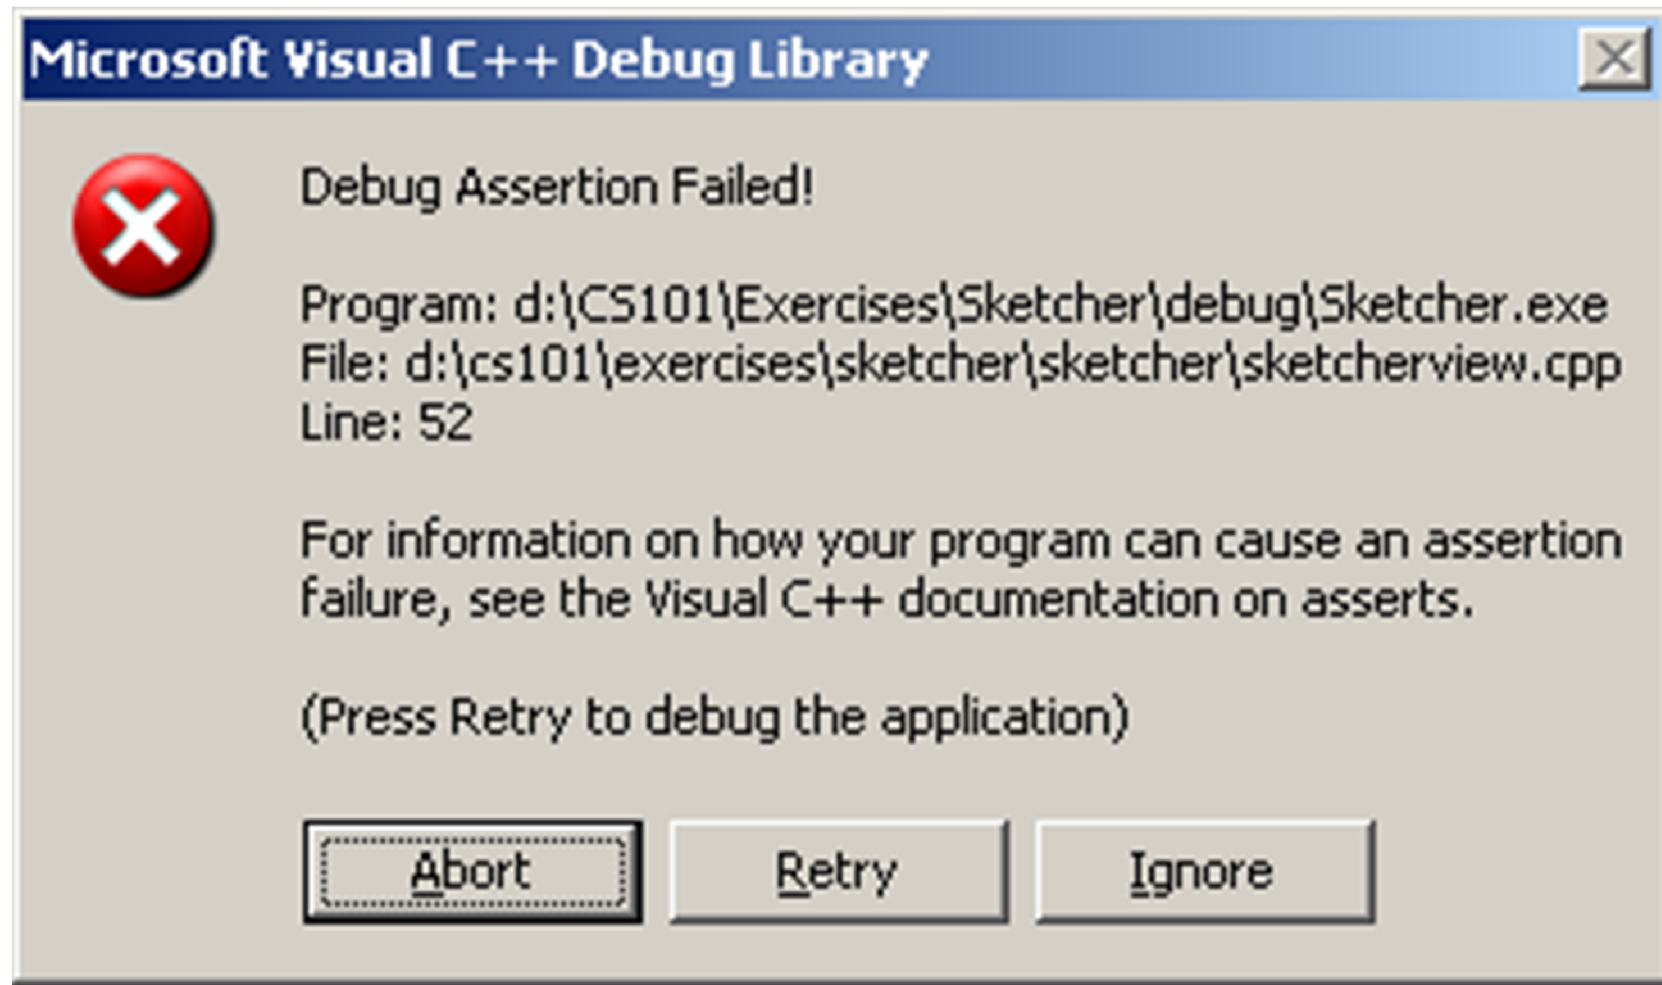 Microsoft Visual C++ Debug Library
Debug Assertion Failed!
Program: d:\CS101\Exercises\Sketcher\debug\Sketcher.exe
File: d:\cs101\exercises\sketcher\sketcher\sketcherview.cpp
Line: 52
For information on how your program can cause an assertion
failure, see the Visual C++ documentation on asserts.
(Press Retry to debug the application)
Abort Retry Ignore